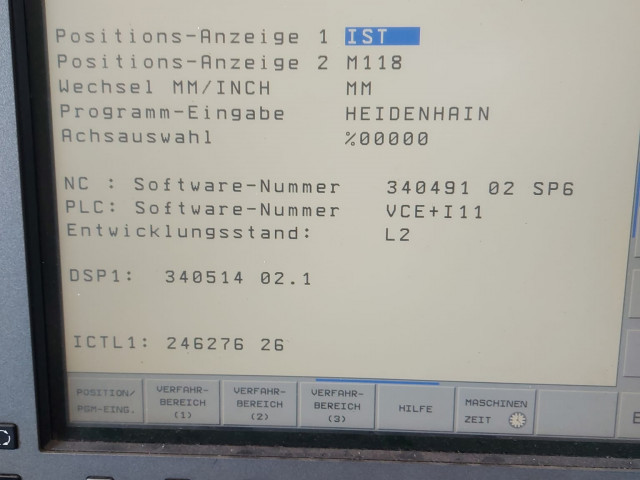 Positions-Anzeige 1 IST
Positions-Anzeige 2 M118
Wechsel MM/INCH MM
Programm-Eingabe HEIDENHAIN
Achsauswahl %00000
NC : Software-Nummer 340491 02 SP6
PLC: Software-Nummer VCE+I11
Entwicklungsstand: L2
DSP1: 340514 02.1
ICTL1: 246276 26
POSITION/
PGM-EING.
VERFAHR-
BEREICH
(1)
VERFAHR-
BEREICH
(2)
VERFAHR-
BEREICH
(3)
HILFE
MASCHINEN
ZEIT
E